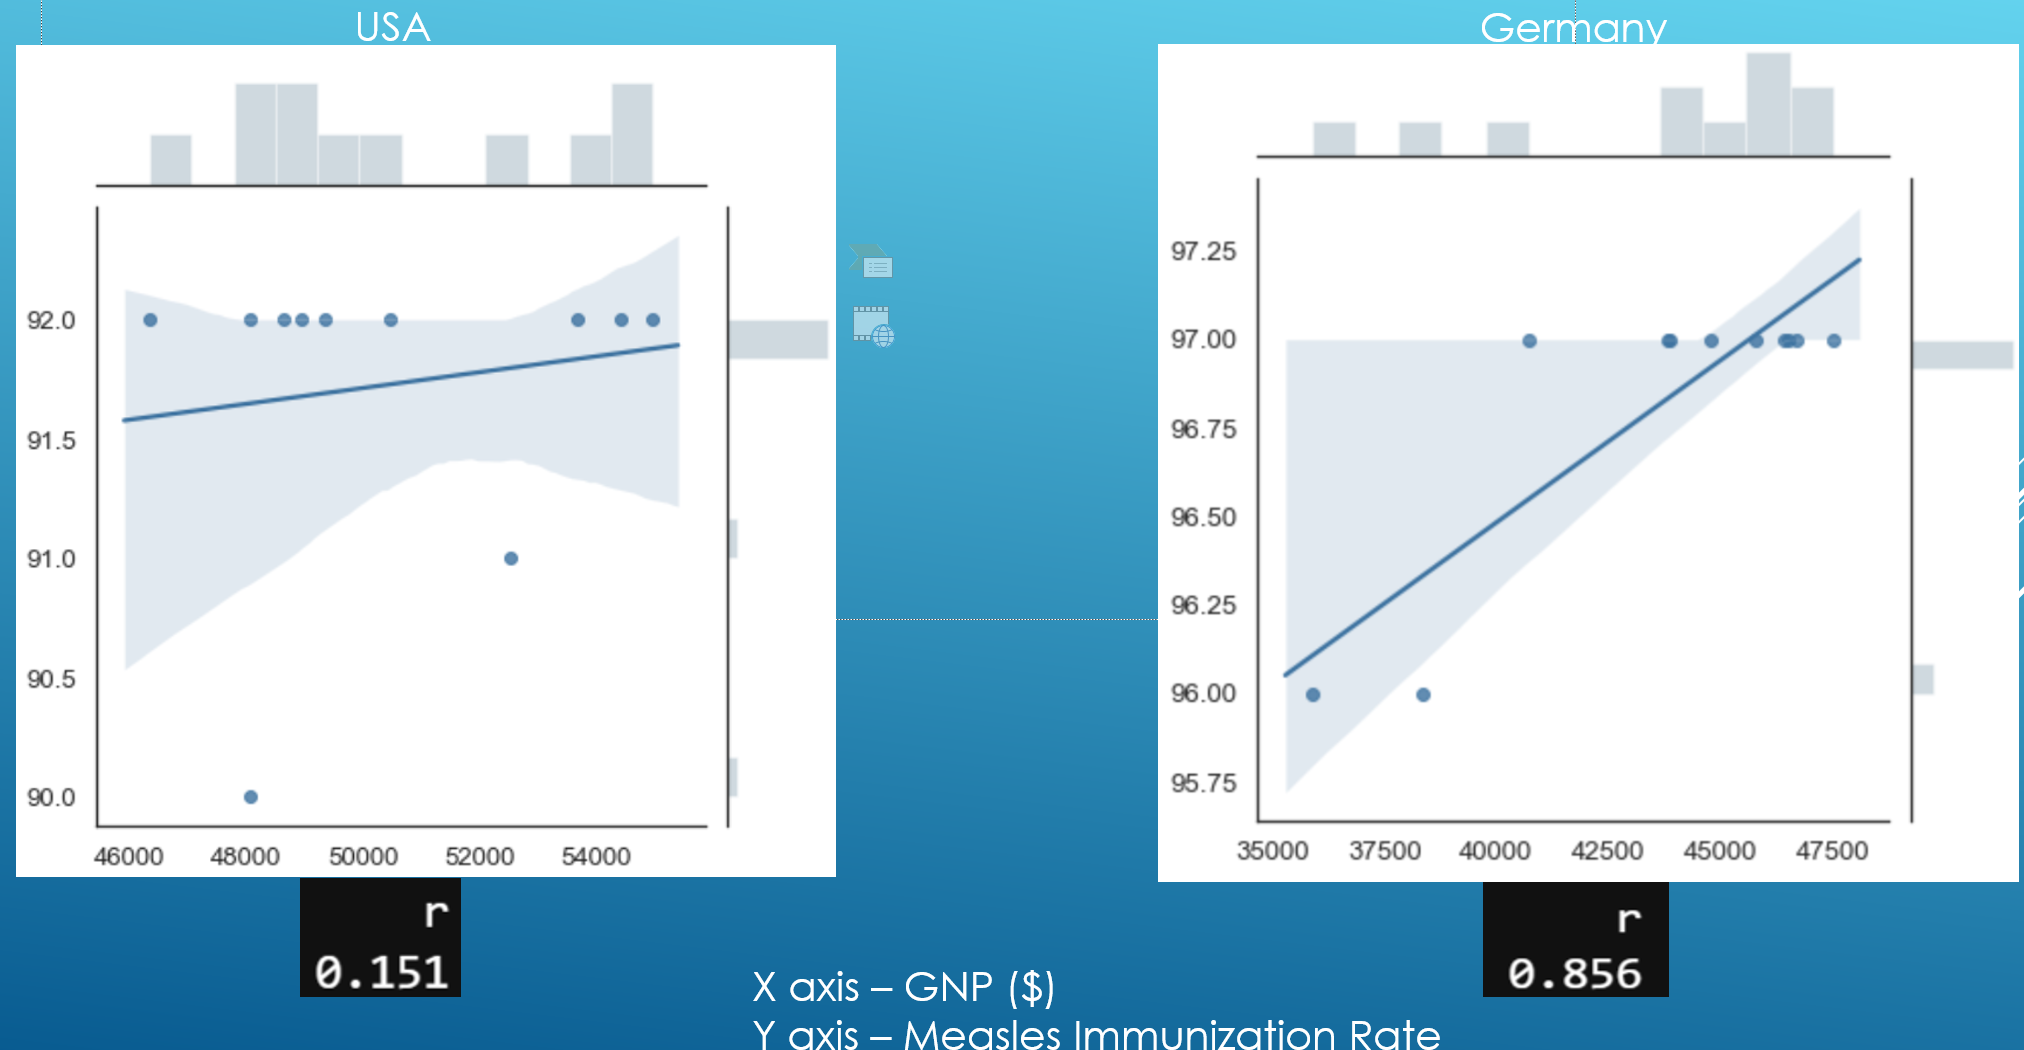 USA
Germany
92.0
91.5
91.0
90.5
90.0
46000 48000 50000 52000 54000
97.25
97.00
96.75
96.50
96.25
96.00
95.75
35000 37500 40000 42500 45000 47500
r
0.151
r
0.856
X axis – GNP ($)
Y axis – Measles Immunization Rate